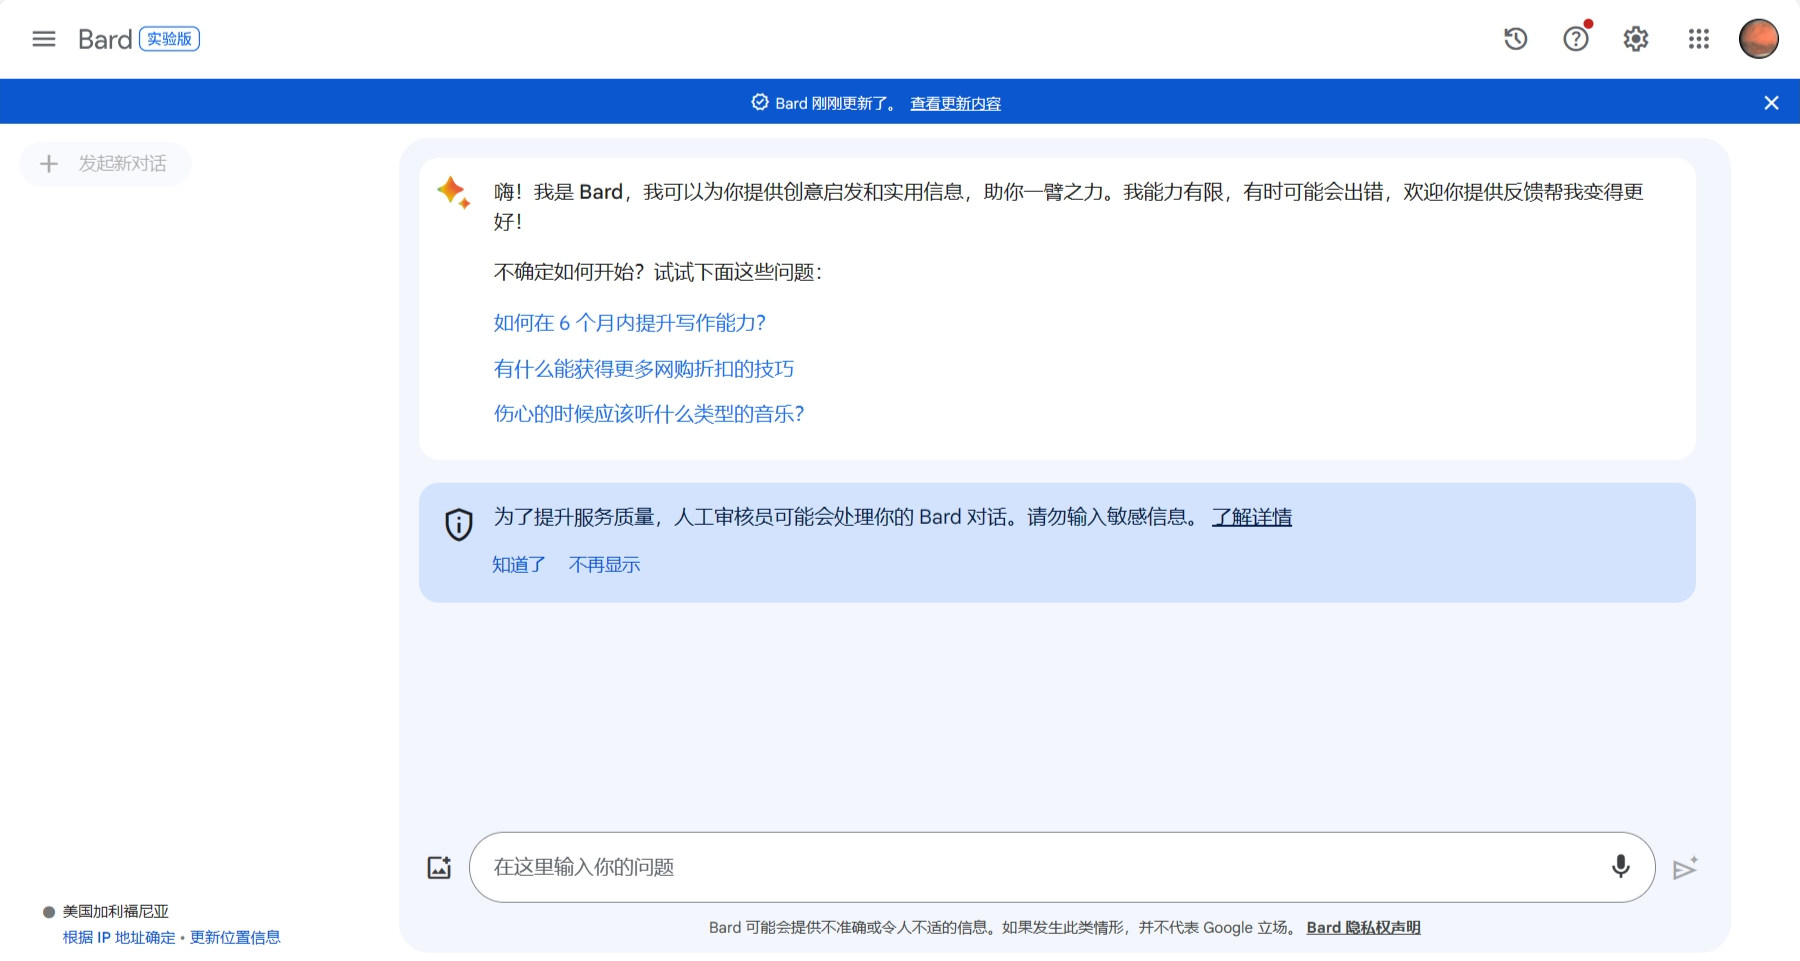 Bard 实验版
Bard 刚刚更新了。 查看更新内容
发起新对话
嗨！我是 Bard，我可以为你提供创意启发和实用信息，助你一臂之力。我能力有限，有时可能会出错，欢迎你提供反馈帮我变得更
好！
不确定如何开始？试试下面这些问题：
如何在 6 个月内提升写作能力？
有什么能获得更多网购折扣的技巧
伤心的时候应该听什么类型的音乐？
为了提升服务质量，人工审核员可能会处理你的 Bard 对话。请勿输入敏感信息。 了解详情
知道了 不再显示
在这里输入你的问题
美国加利福尼亚
根据 IP 地址确定 • 更新位置信息
Bard 可能会提供不准确或令人不适的信息。如果发生此类情形，并不代表 Google 立场。 Bard 隐私权声明